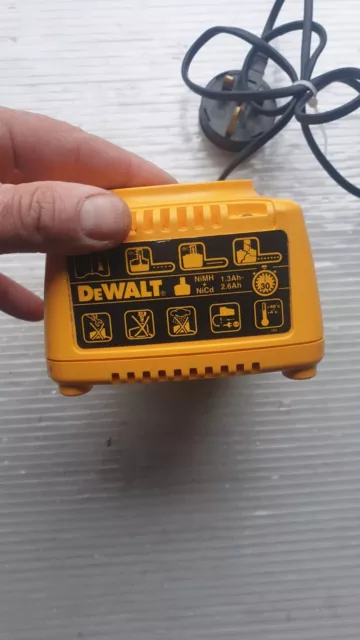 DEWALT®
NiMH 1.3Ah-
+ 2.6Ah
NiCd
30